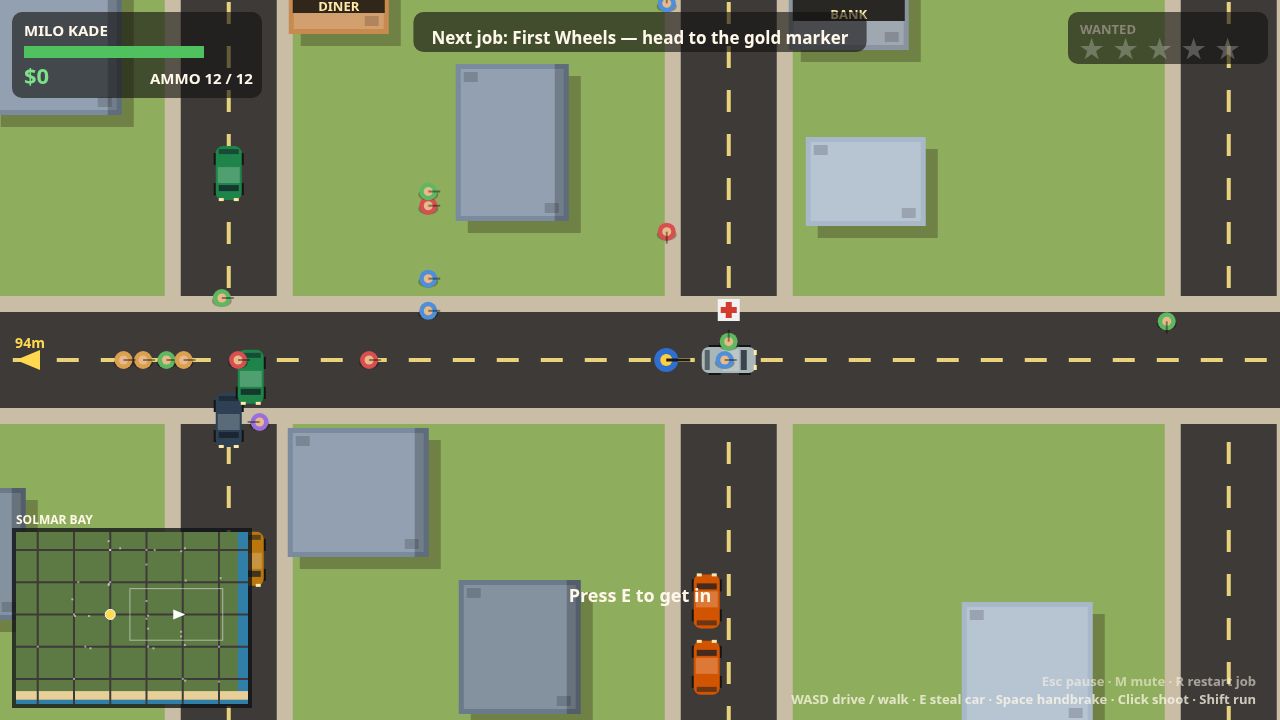 MILO KADE
$0
AMMO 12 / 12
DINER
Next job: First Wheels — head to the gold marker
BANK
WANTED
94m
SOLMAR BAY
Press E to get in
Esc pause · M mute · R restart job
WASD drive / walk · E steal car · Space handbrake · Click shoot · Shift run